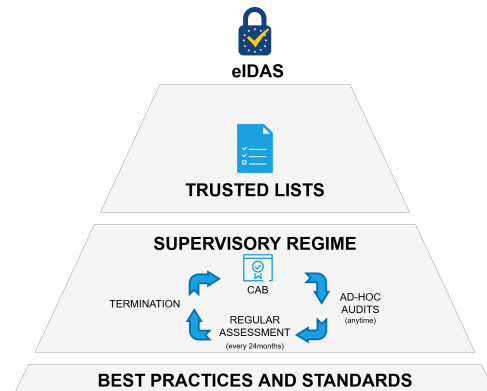 eIDAS
TRUSTED LISTS
SUPERVISORY REGIME
CAB
TERMINATION
AD-HOC
AUDITS
(anytime)
REGULAR
ASSESSMENT
(every 24months)
BEST PRACTICES AND STANDARDS